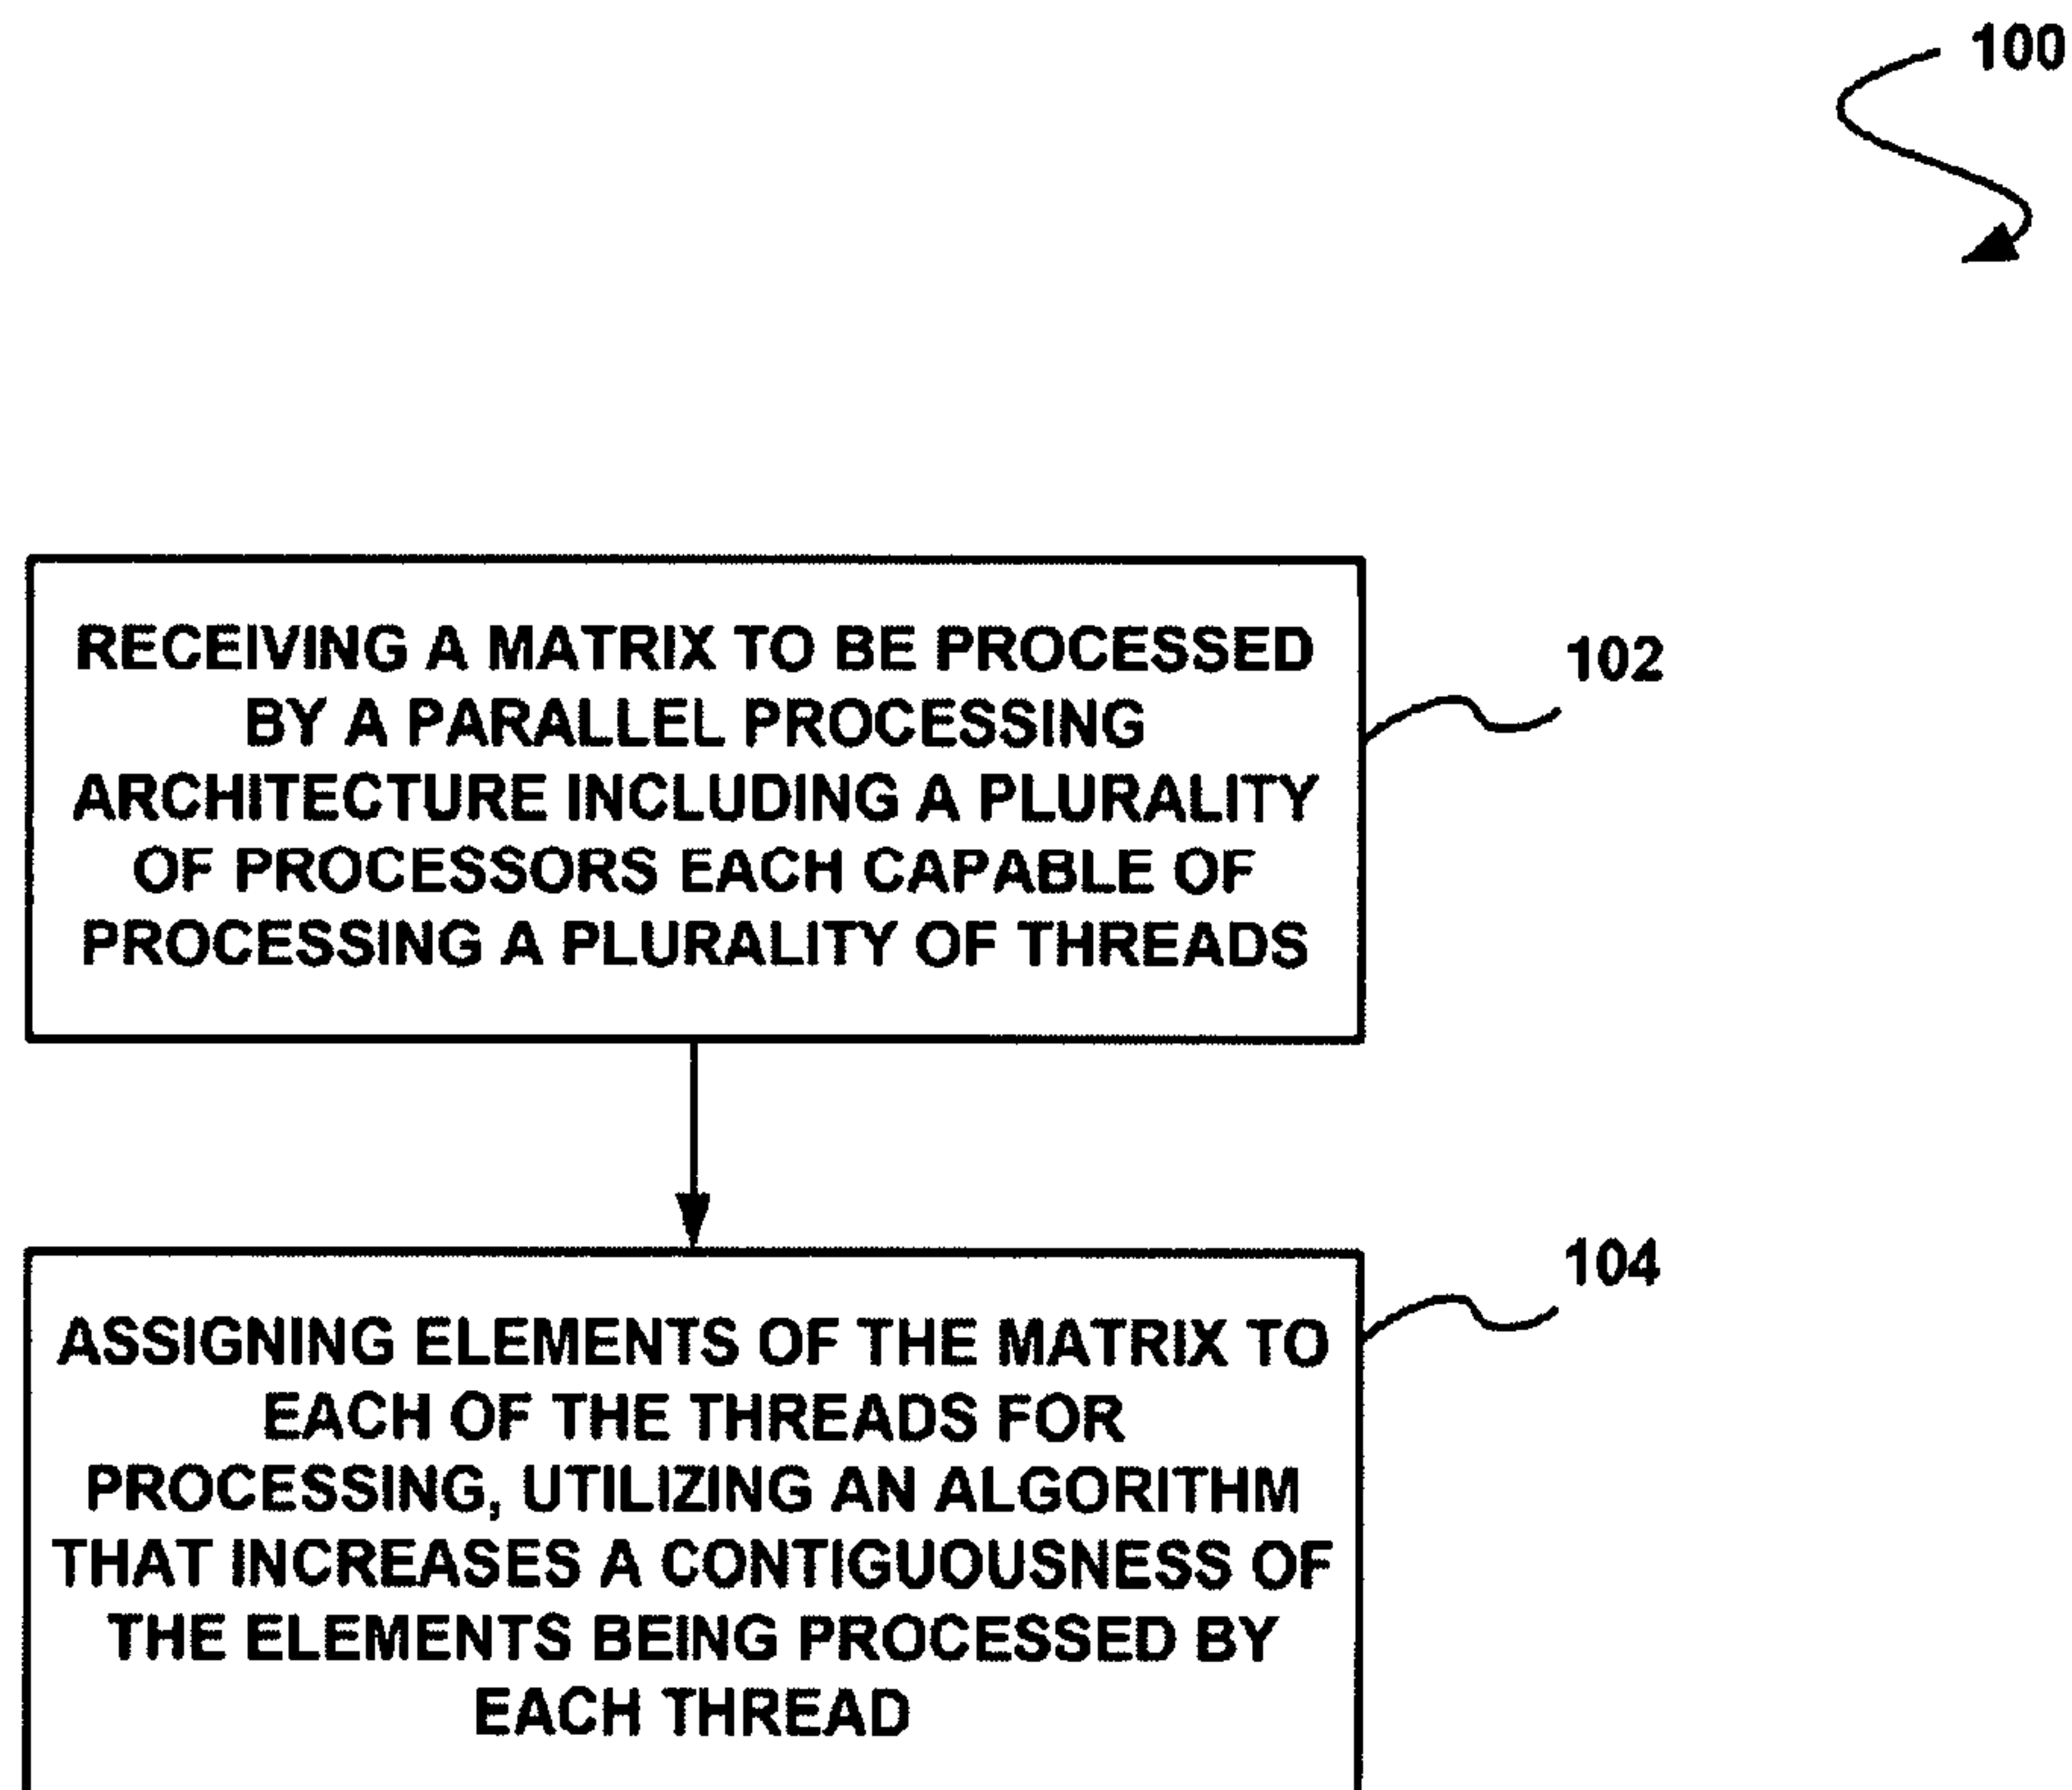 100
RECEIVING A MATRIX TO BE PROCESSED
BY A PARALLEL PROCESSING
ARCHITECTURE INCLUDING A PLURALITY
OF PROCESSORS EACH CAPABLE OF
PROCESSING A PLURALITY OF THREADS
102
104
ASSIGNING ELEMENTS OF THE MATRIX TO
EACH OF THE THREADS FOR
PROCESSING, UTILIZING AN ALGORITHM
THAT INCREASES A CONTIGUOUSNESS OF
THE ELEMENTS BEING PROCESSED BY
EACH THREAD